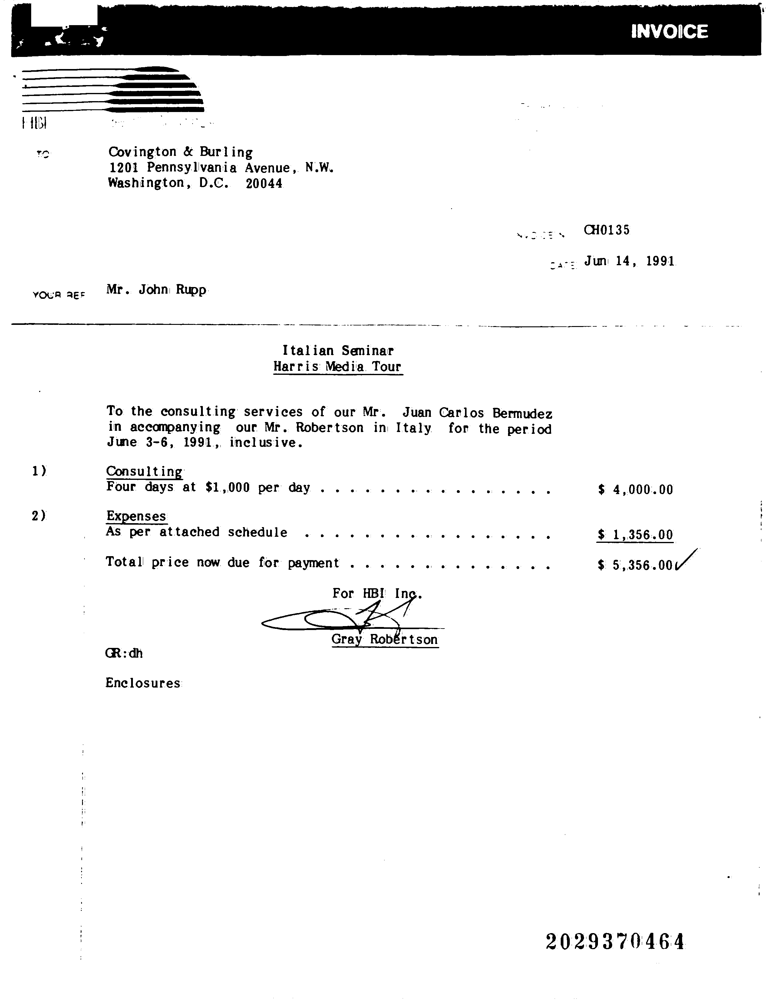 INVOICE
HBI
TO
Covington & Burling
1201 Pennsylvania Avenue, N.W.
Washington, D.C. 20044
CH0135
DATE Jun 14, 1991
YOUR REF Mr. John Rupp
Italian Seminar
Harris Media Tour
To the consulting services of our Mr. Juan Carlos Bermudez
in accompanying our Mr. Robertson in Italy for the period
June 3-6, 1991, inclusive.
1) Consulting
Four days at $1,000 per day . . . . . . . . . . . . . . . . $ 4,000.00
2) Expenses
As per attached schedule . . . . . . . . . . . . . . . . . $ 1,356.00
Total price now due for payment . . . . . . . . . . . . . . $ 5,356.00
For HBI Inc.
Gray Robertson
GR:dh
Enclosures
2029370464